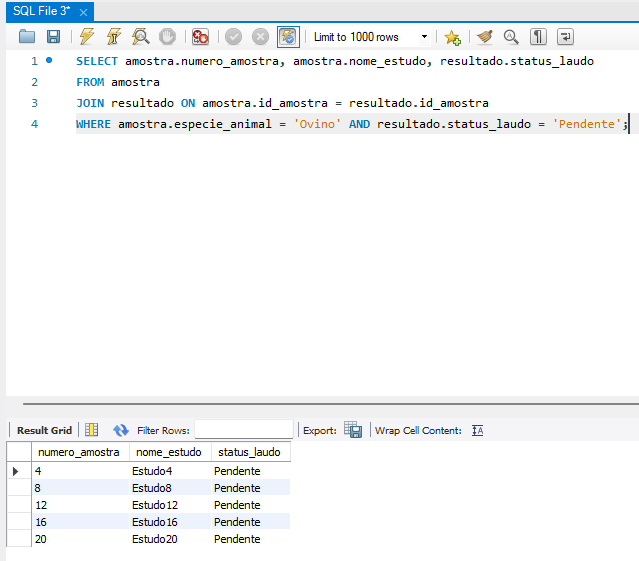 SQL File 3*
Limit to 1000 rows
1 SELECT amostra.numero_amostra, amostra.nome_estudo, resultado.status_laudo
2 FROM amostra
3 JOIN resultado ON amostra.id_amostra = resultado.id_amostra
4 WHERE amostra.especie_animal = 'Ovino' AND resultado.status_laudo = 'Pendente';
Result Grid Filter Rows: Export: Wrap Cell Content:
numero_amostra nome_estudo status_laudo
4 Estudo4 Pendente
8 Estudo8 Pendente
12 Estudo12 Pendente
16 Estudo16 Pendente
20 Estudo20 Pendente